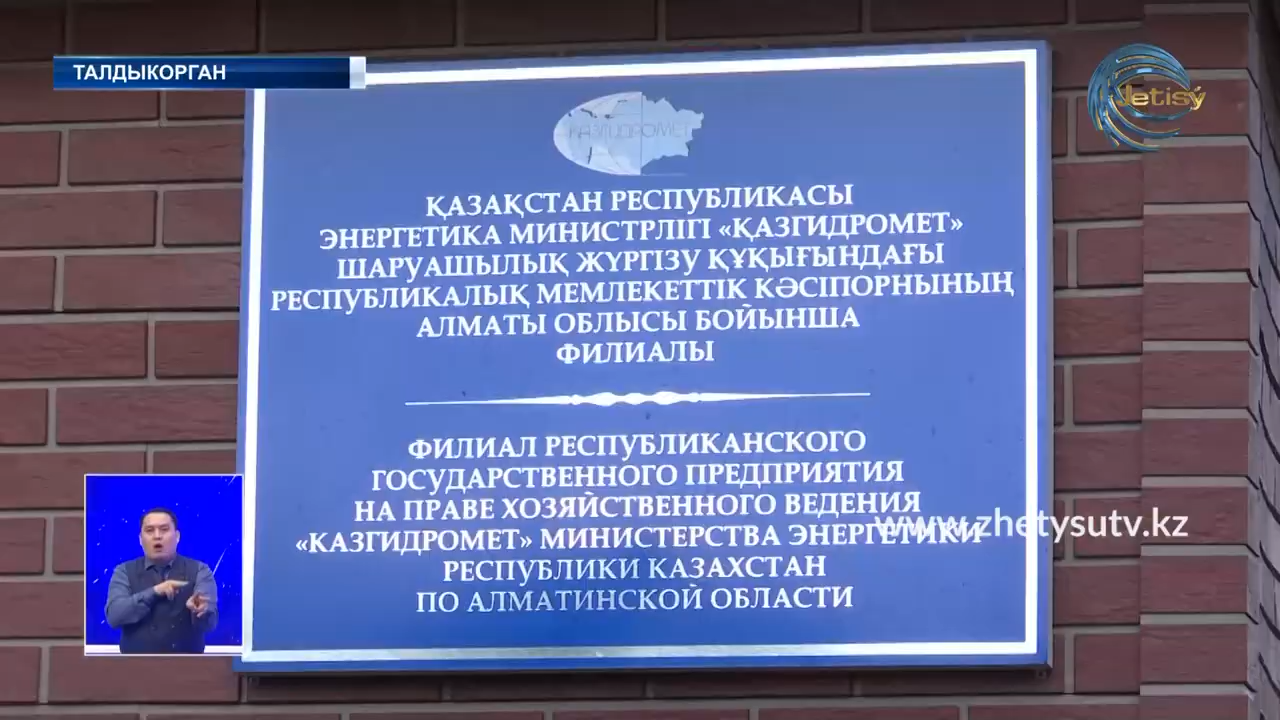 ТАЛДЫКОРГАН
Jetisý
ҚАЗГИДРОМЕТ
ҚАЗАҚСТАН РЕСПУБЛИКАСЫ
ЭНЕРГЕТИКА МИНИСТРЛІГІ «ҚАЗГИДРОМЕТ»
ШАРУАШЫЛЫҚ ЖҮРГІЗУ ҚҰҚЫҒЫНДАҒЫ
РЕСПУБЛИКАЛЫҚ МЕМЛЕКЕТТІК КӘСІПОРНЫНЫҢ
АЛМАТЫ ОБЛЫСЫ БОЙЫНША
ФИЛИАЛЫ
ФИЛИАЛ РЕСПУБЛИКАНСКОГО
ГОСУДАРСТВЕННОГО ПРЕДПРИЯТИЯ
НА ПРАВЕ ХОЗЯЙСТВЕННОГО ВЕДЕНИЯ
«КАЗГИДРОМЕТ» МИНИСТЕРСТВА ЭНЕРГЕТИКИ
РЕСПУБЛИКИ КАЗАХСТАН
ПО АЛМАТИНСКОЙ ОБЛАСТИ
www.zhetysutv.kz